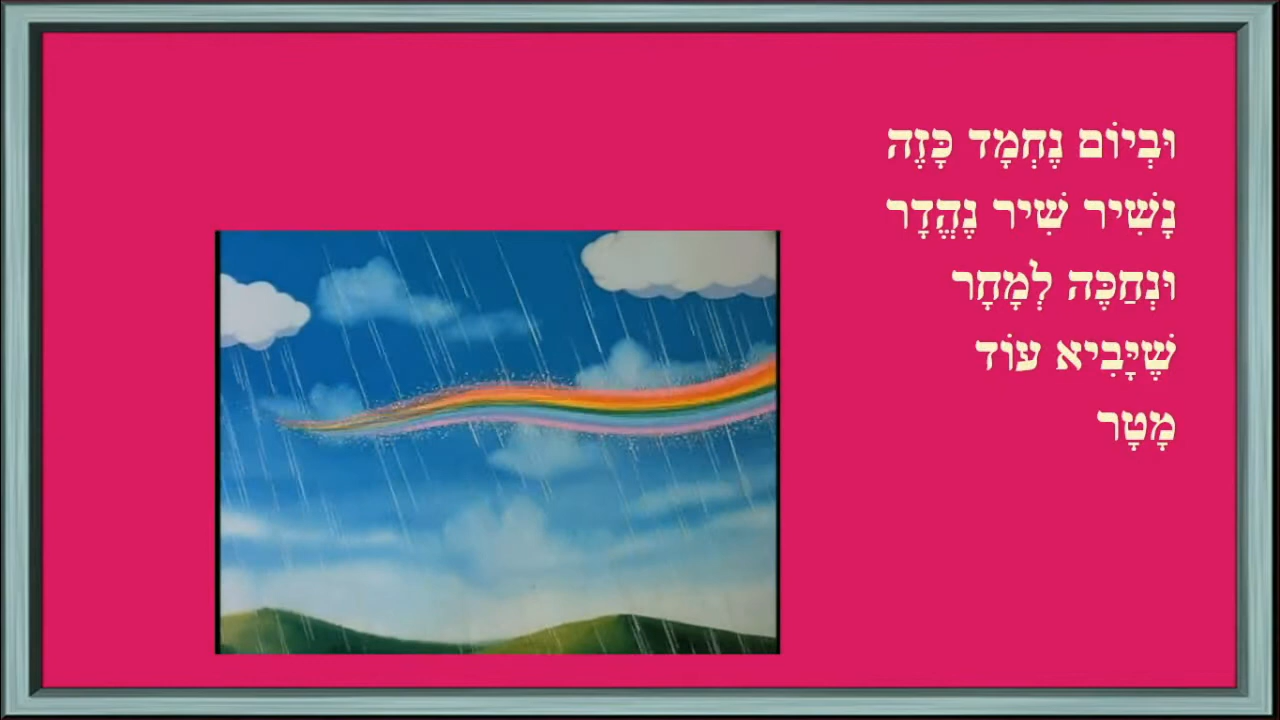 וּבְיוֹם נֶחְמָד כָּזֶה
נָשִׁיר שִׁיר נֶהֱדָר
וּנְחַכֶּה לְמָחָר
שֶׁיָּבִיא עוֹד
מָטָר